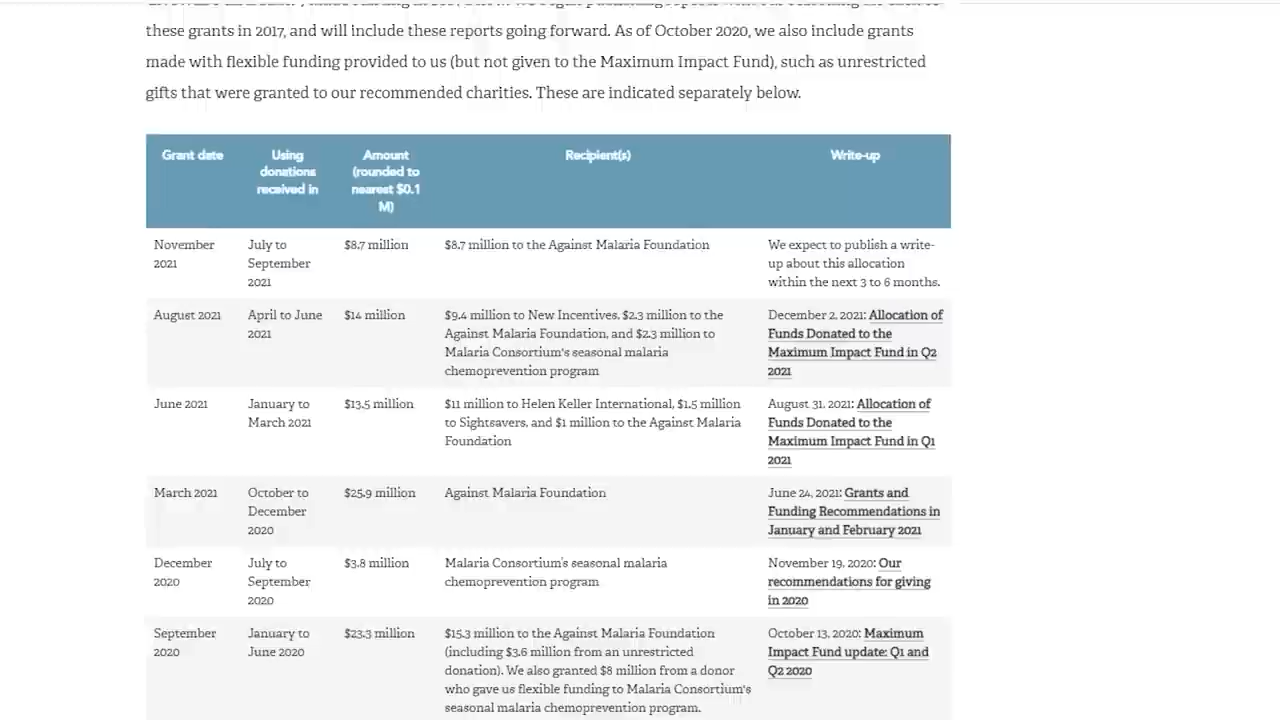 these grants in 2017, and will include these reports going forward. As of October 2020, we also include grants
made with flexible funding provided to us (but not given to the Maximum Impact Fund), such as unrestricted
gifts that were granted to our recommended charities. These are indicated separately below.
Grant date
Using
donations
received in
Amount
(rounded to
nearest $0.1
M)
Recipient(s)
Write-up
November
2021
July to
September
2021
$8.7 million
$8.7 million to the Against Malaria Foundation
We expect to publish a write-
up about this allocation
within the next 3 to 6 months.
August 2021
April to June
2021
$14 million
$9.4 million to New Incentives, $2.3 million to the
Against Malaria Foundation, and $2.3 million to
Malaria Consortium's seasonal malaria
chemoprevention program
December 2, 2021: Allocation of
Funds Donated to the
Maximum Impact Fund in Q2
2021
June 2021
January to
March 2021
$13.5 million
$11 million to Helen Keller International, $1.5 million
to Sightsavers, and $1 million to the Against Malaria
Foundation
August 31, 2021: Allocation of
Funds Donated to the
Maximum Impact Fund in Q1
2021
March 2021
October to
December
2020
$25.9 million
Against Malaria Foundation
June 24, 2021: Grants and
Funding Recommendations in
January and February 2021
December
2020
July to
September
2020
$3.8 million
Malaria Consortium's seasonal malaria
chemoprevention program
November 19, 2020: Our
recommendations for giving
in 2020
September
2020
January to
June 2020
$23.3 million
$15.3 million to the Against Malaria Foundation
(including $3.6 million from an unrestricted
donation). We also granted $8 million from a donor
who gave us flexible funding to Malaria Consortium's
seasonal malaria chemoprevention program.
October 13, 2020: Maximum
Impact Fund update: Q1 and
Q2 2020